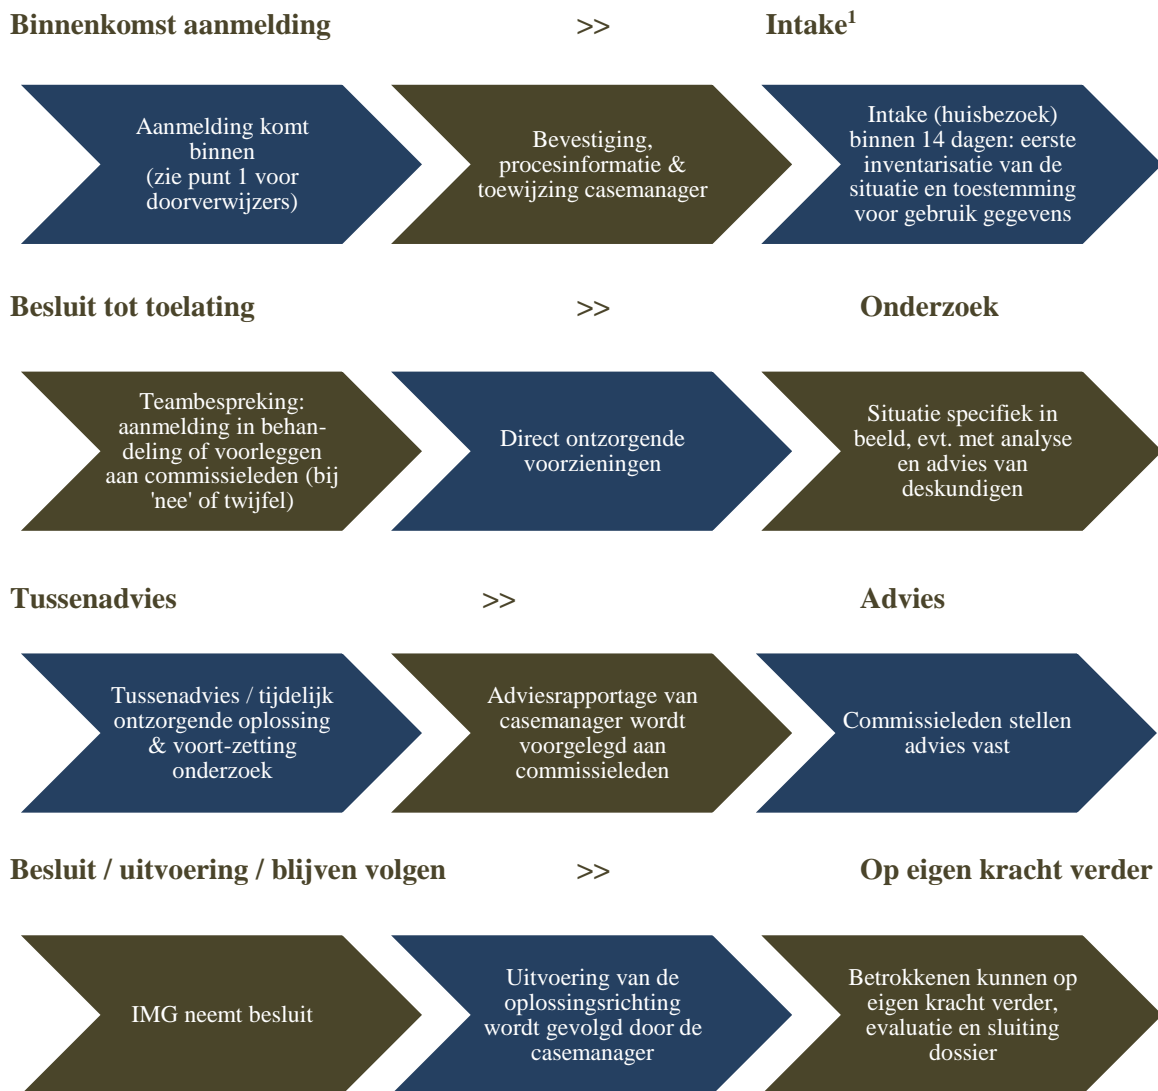 Binnenkomst aanmelding >> Intake1
Aanmelding komt
binnen
(zie punt 1 voor
doorverwijzers)
Bevestiging,
procesinformatie &
toewijzing casemanager
Intake (huisbezoek)
binnen 14 dagen: eerste
inventarisatie van de
situatie en toestemming
voor gebruik gegevens
Besluit tot toelating >> Onderzoek
Teambespreking:
aanmelding in behan-
deling of voorleggen
aan commissieleden (bij
'nee' of twijfel)
Direct ontzorgende
voorzieningen
Situatie specifiek in
beeld, evt. met analyse
en advies van
deskundigen
Tussenadvies >> Advies
Tussenadvies / tijdelijk
ontzorgende oplossing
& voort-zetting
onderzoek
Adviesrapportage van
casemanager wordt
voorgelegd aan
commissieleden
Commissieleden stellen
advies vast
Besluit / uitvoering / blijven volgen >> Op eigen kracht verder
IMG neemt besluit
Uitvoering van de
oplossingsrichting
wordt gevolgd door de
casemanager
Betrokkenen kunnen op
eigen kracht verder,
evaluatie en sluiting
dossier